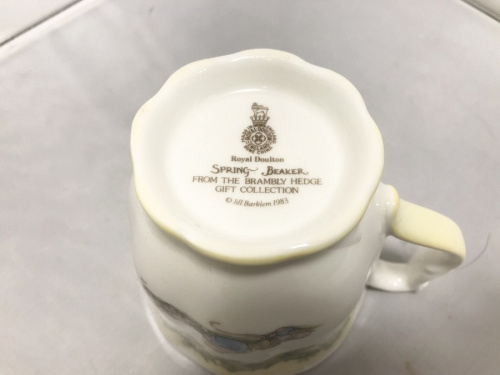 Royal Doulton
SPRING BEAKER
FROM THE BRAMBLY HEDGE
GIFT COLLECTION
© Jill Barklem 1983